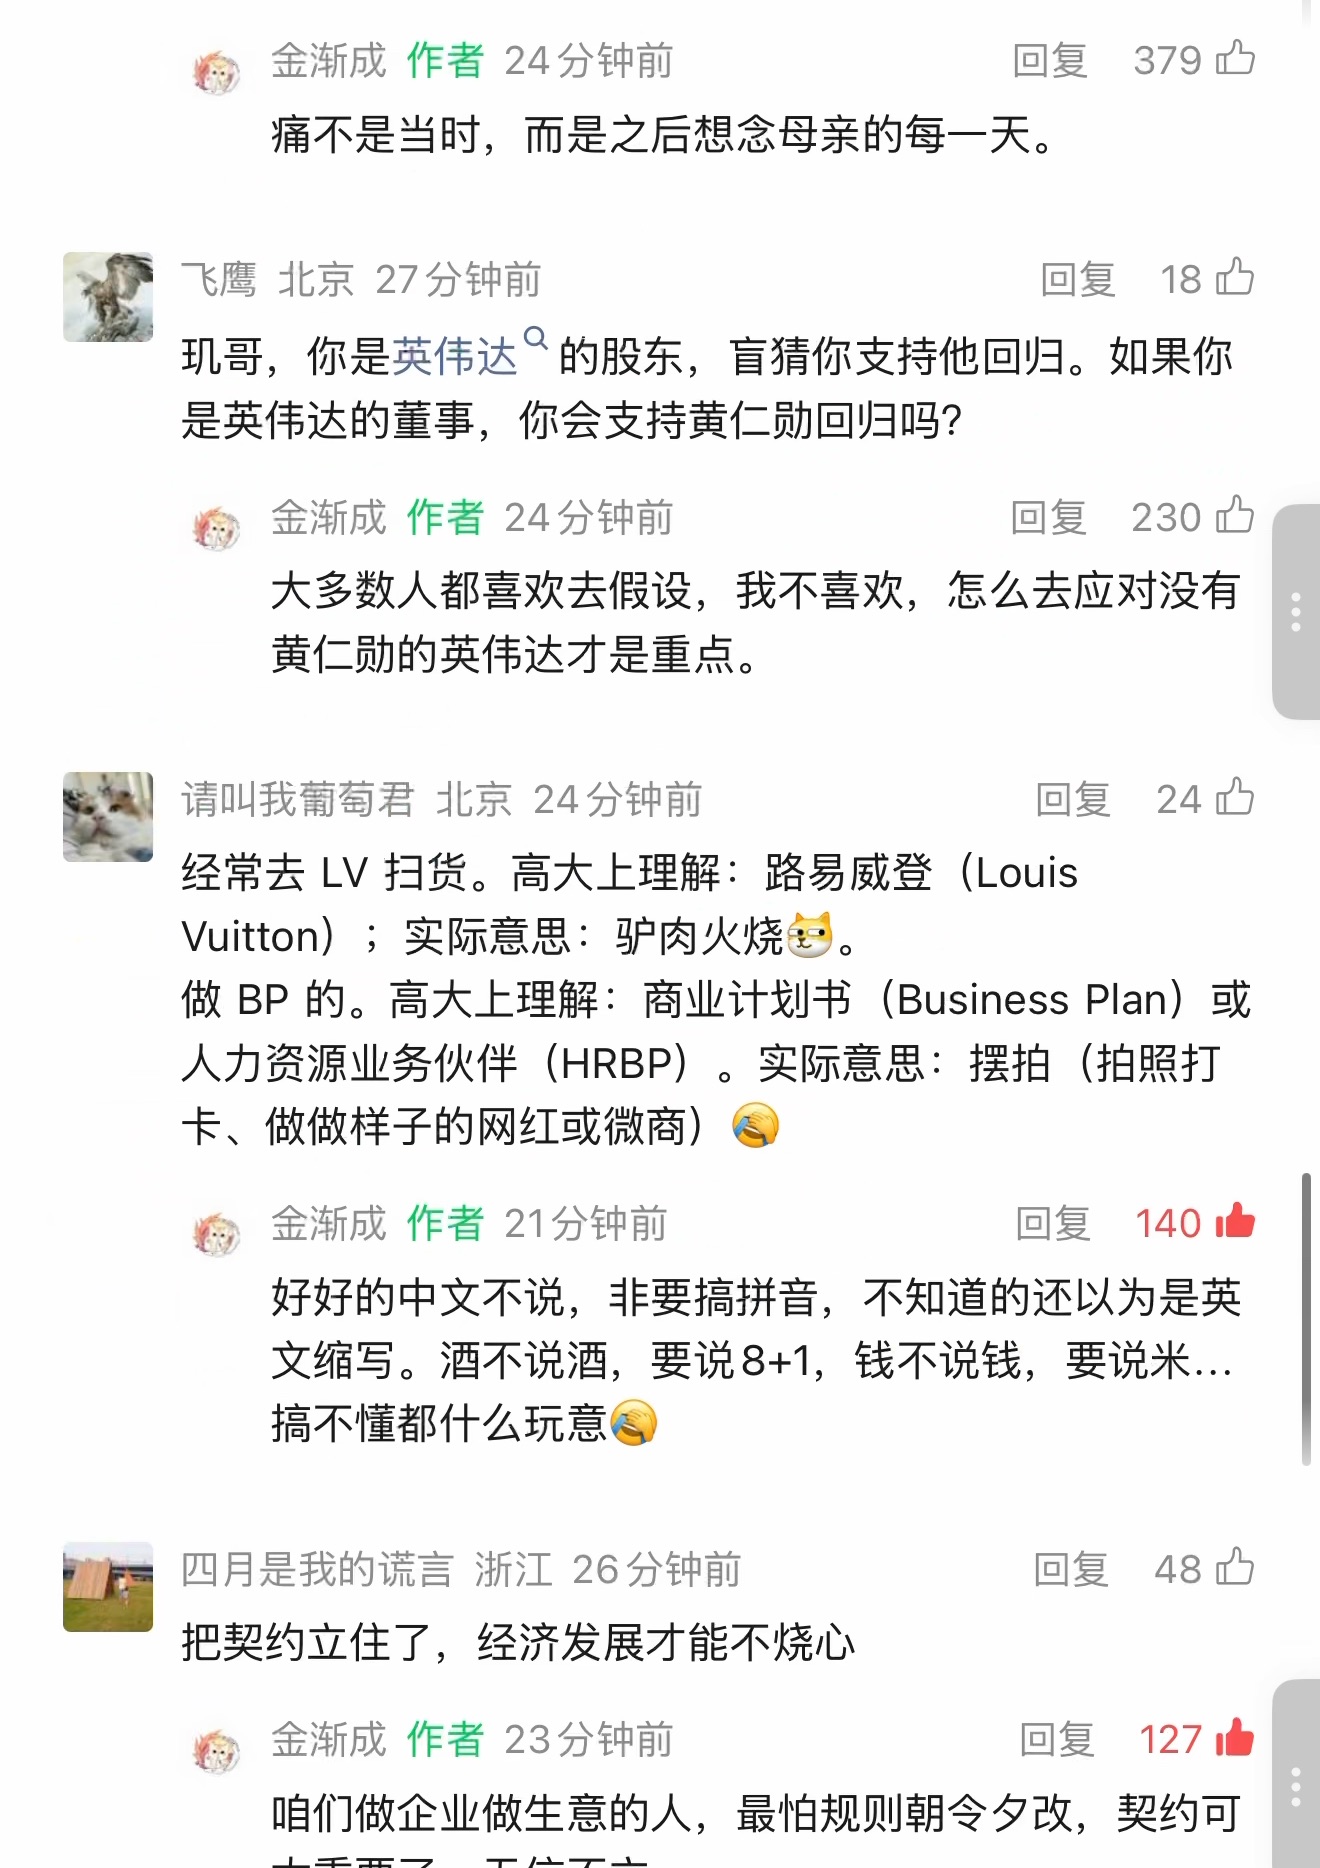 金渐成 作者 24分钟前 回复 379
痛不是当时，而是之后想念母亲的每一天。
飞鹰 北京 27分钟前 回复 18
玑哥，你是英伟达的股东，盲猜你支持他回归。如果你
是英伟达的董事，你会支持黄仁勋回归吗？
金渐成 作者 24分钟前 回复 230
大多数人都喜欢去假设，我不喜欢，怎么去应对没有
黄仁勋的英伟达才是重点。
请叫我葡萄君 北京 24分钟前 回复 24
经常去 LV 扫货。高大上理解：路易威登（Louis
Vuitton）；实际意思：驴肉火烧。
做 BP 的。高大上理解：商业计划书（Business Plan）或
人力资源业务伙伴（HRBP）。实际意思：摆拍（拍照打
卡、做做样子的网红或微商）
金渐成 作者 21分钟前 回复 140
好好的中文不说，非要搞拼音，不知道的还以为是英
文缩写。酒不说酒，要说8+1，钱不说钱，要说米...
搞不懂都什么玩意
四月是我的谎言 浙江 26分钟前 回复 48
把契约立住了，经济发展才能不烧心
金渐成 作者 23分钟前 回复 127
咱们做企业做生意的人，最怕规则朝令夕改，契约可